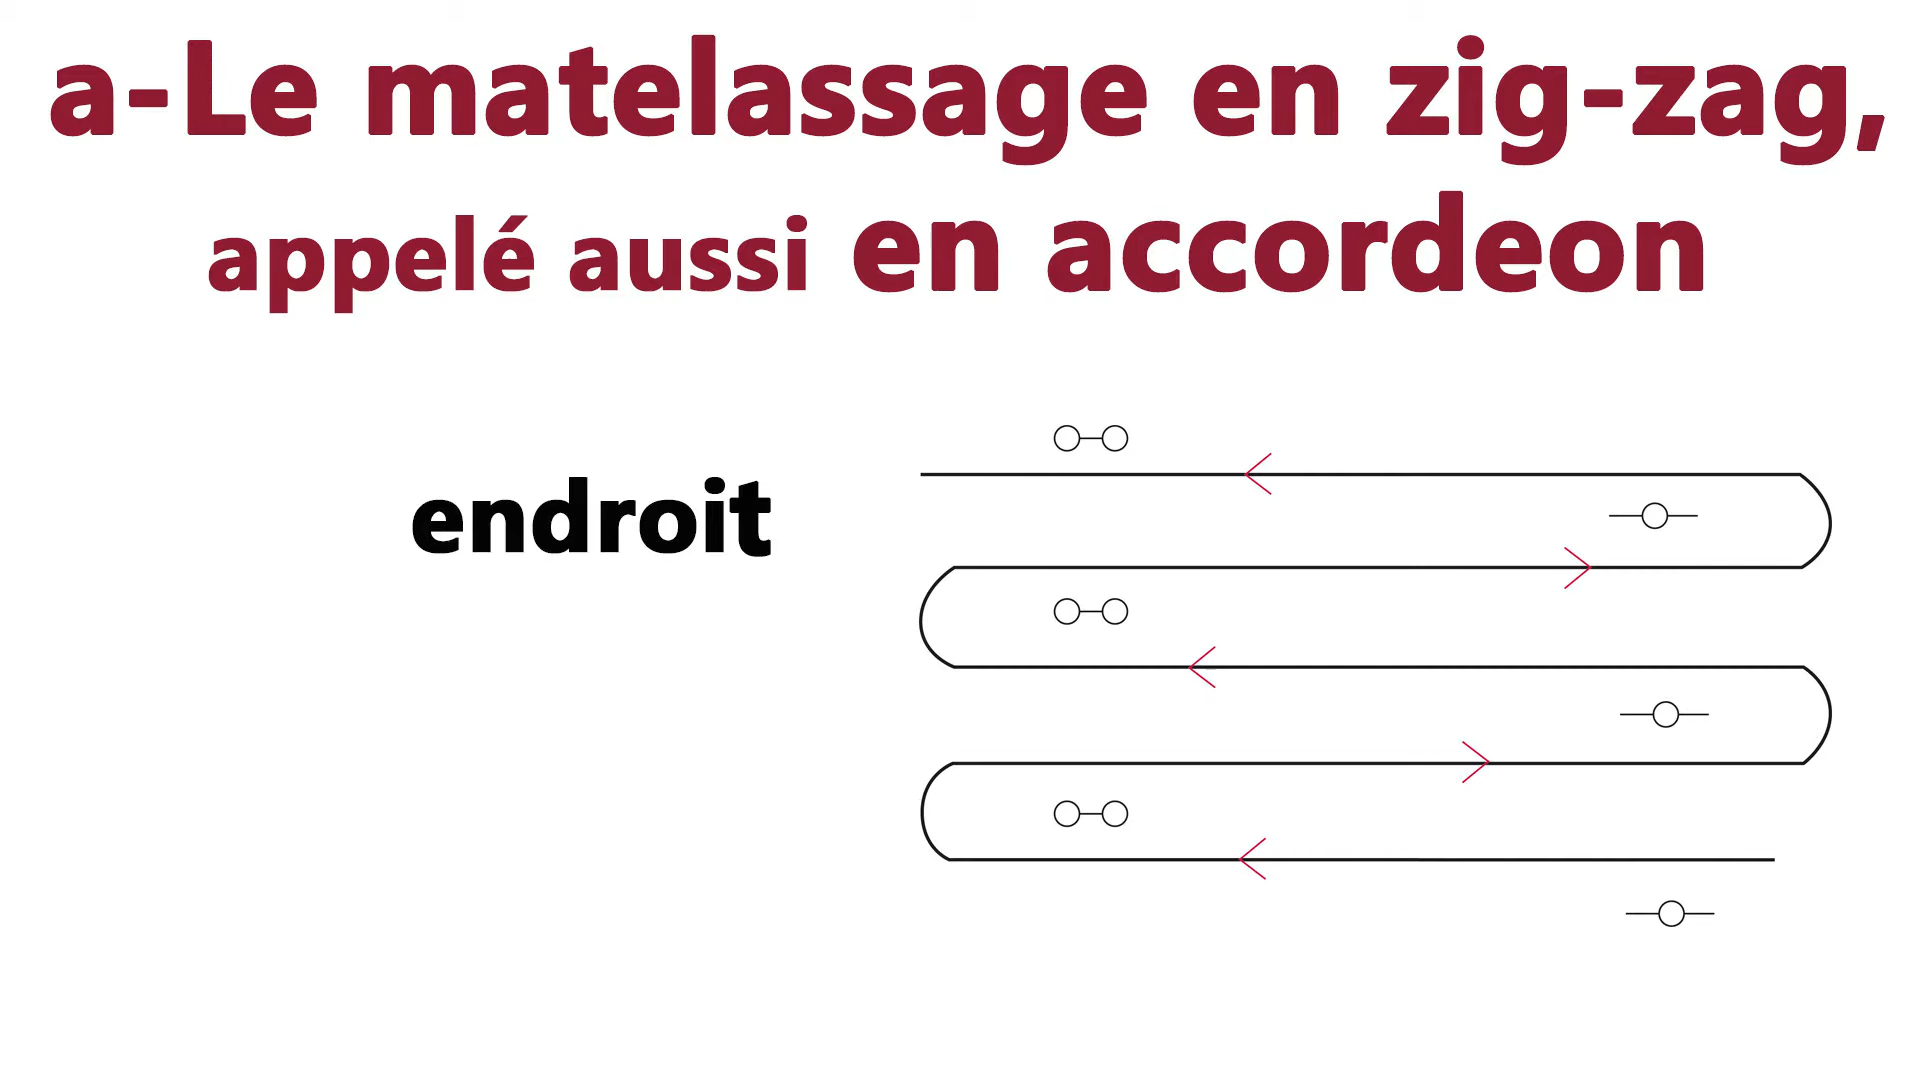 a-Le matelassage en zig-zag,
appelé aussi en accordeon
endroit